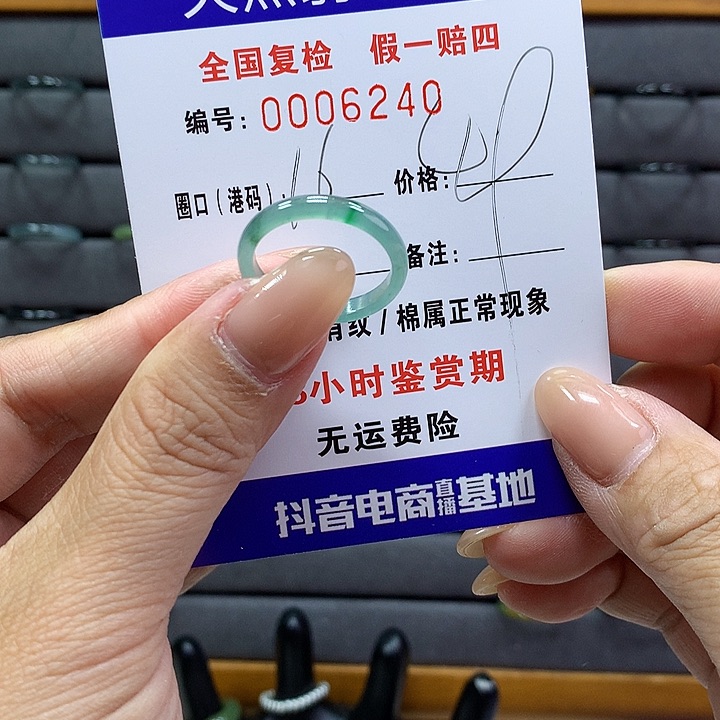 全国复检 假一赔四
编号: 0006240
圈口(港码):
价格:
备注:
有纹/棉属正常现象
小时鉴赏期
无运费险
抖音电商直播基地